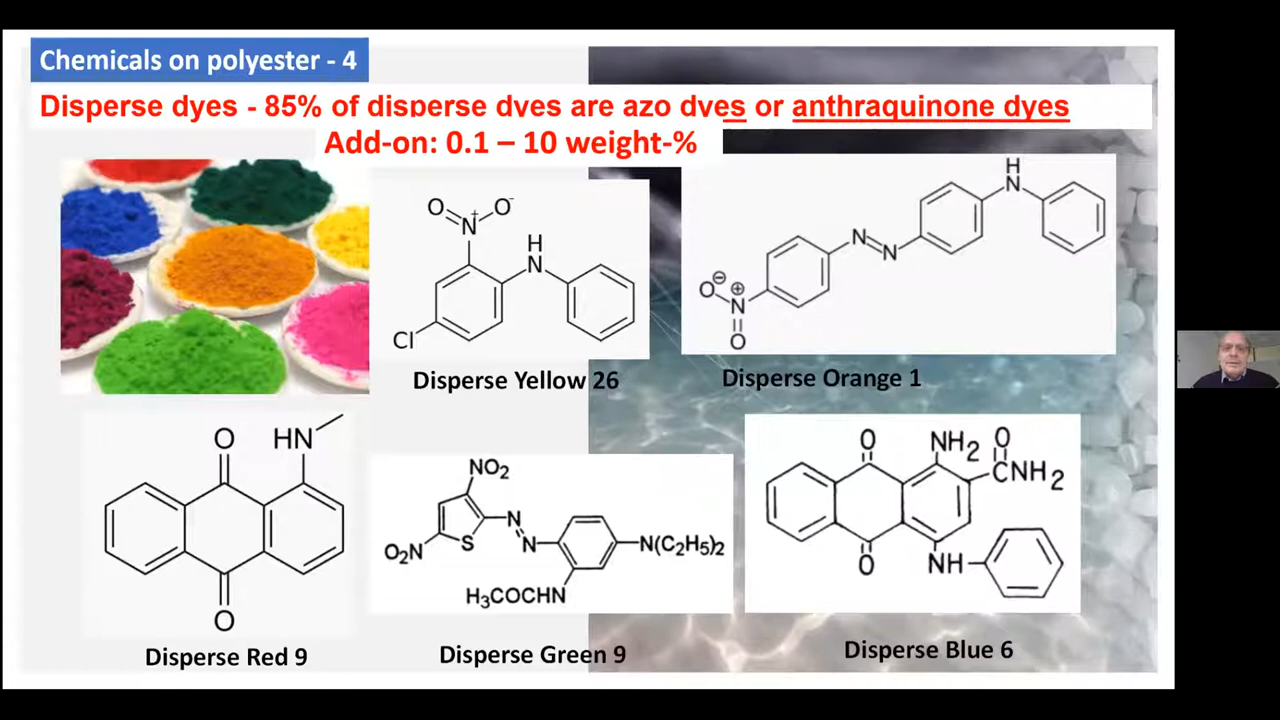 Chemicals on polyester - 4
Disperse dyes - 85% of disperse dyes are azo dyes or anthraquinone dyes
Add-on: 0.1 – 10 weight-%
O
N+
O-
H
N
Cl
Disperse Yellow 26
H
N
N
N
O⊖
N⊕
O
Disperse Orange 1
O
HN
O
Disperse Red 9
NO2
O2N
S
N
N
N(C2H5)2
H3COCHN
Disperse Green 9
O
NH2
O
CNH2
O
NH
Disperse Blue 6